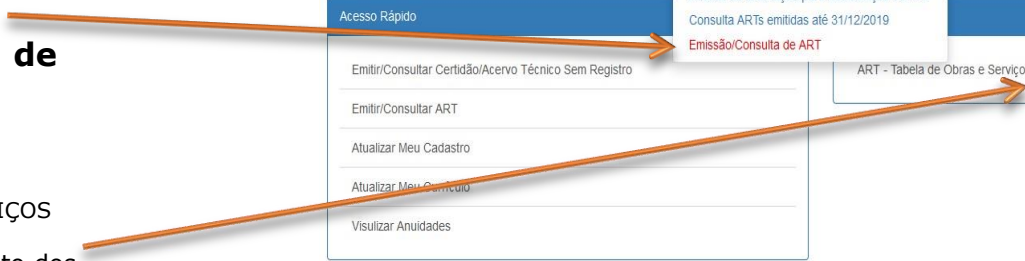 de
IÇOS
Acesso Rápido
Consulta ARTs emitidas até 31/12/2019
Emissão/Consulta de ART
Emitir/Consultar Certidão/Acervo Técnico Sem Registro
Emitir/Consultar ART
Atualizar Meu Cadastro
Atualizar Meu Currículo
Visulizar Anuidades
ART - Tabela de Obras e Serviço